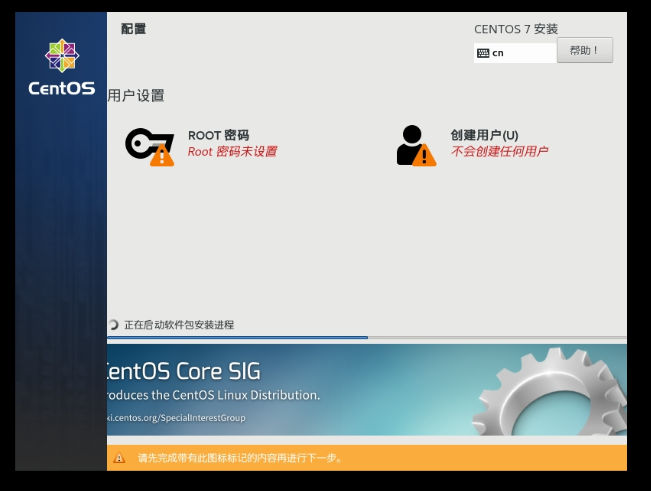 配置
CENTOS 7 安装
cn
帮助！
CentOS
用户设置
ROOT 密码
Root 密码未设置
创建用户(U)
不会创建任何用户
正在启动软件包安装进程
entOS Core SIG
oduces the CentOS Linux Distribution.
ki.centos.org/SpecialInterestGroup
请先完成带有此图标标记的内容再进行下一步。